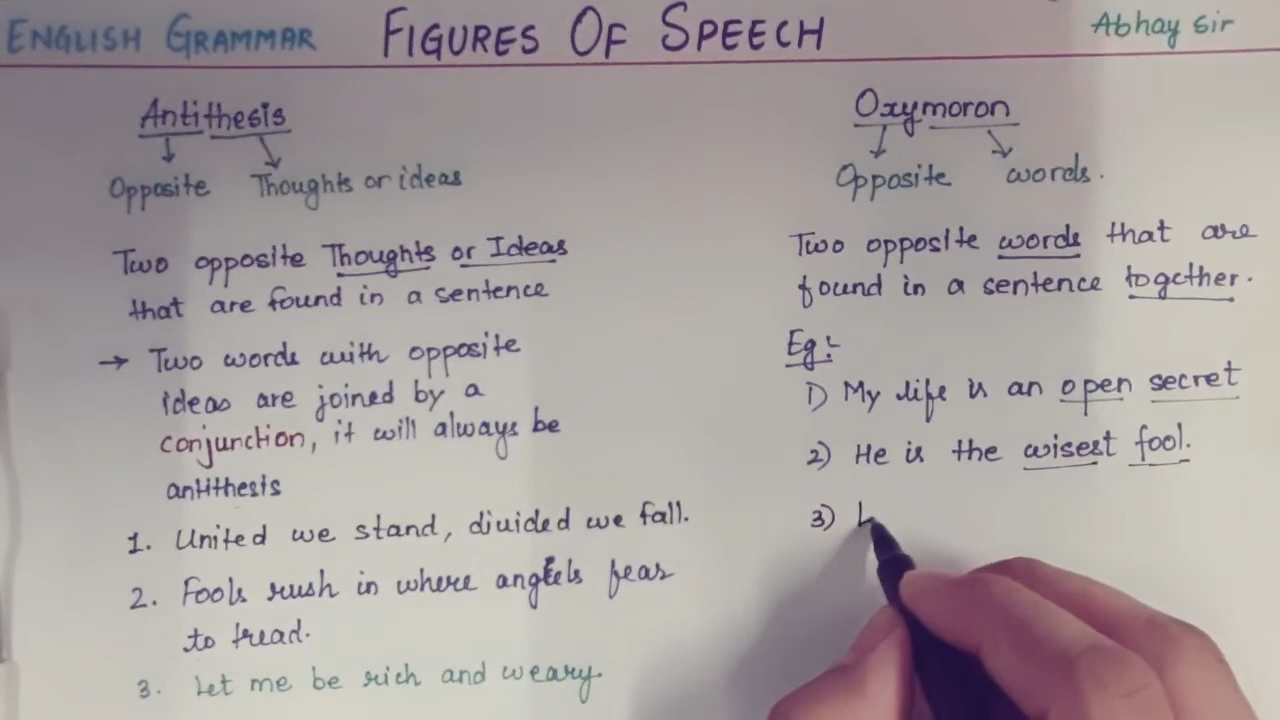 ENGLISH GRAMMAR FIGURES OF SPEECH Abhay Sir
Antithesis
Opposite Thoughts or ideas
Two opposite Thoughts or Ideas
that are found in a sentence
→ Two words with opposite
ideas are joined by a
conjunction, it will always be
antithesis
1. United we stand, divided we fall.
2. Fools rush in where angels fear
to tread.
3. Let me be rich and weary.
Oxymoron
Opposite words.
Two opposite words that are
found in a sentence together.
Eg:-
1) My life is an open secret
2) He is the wisest fool.
3)